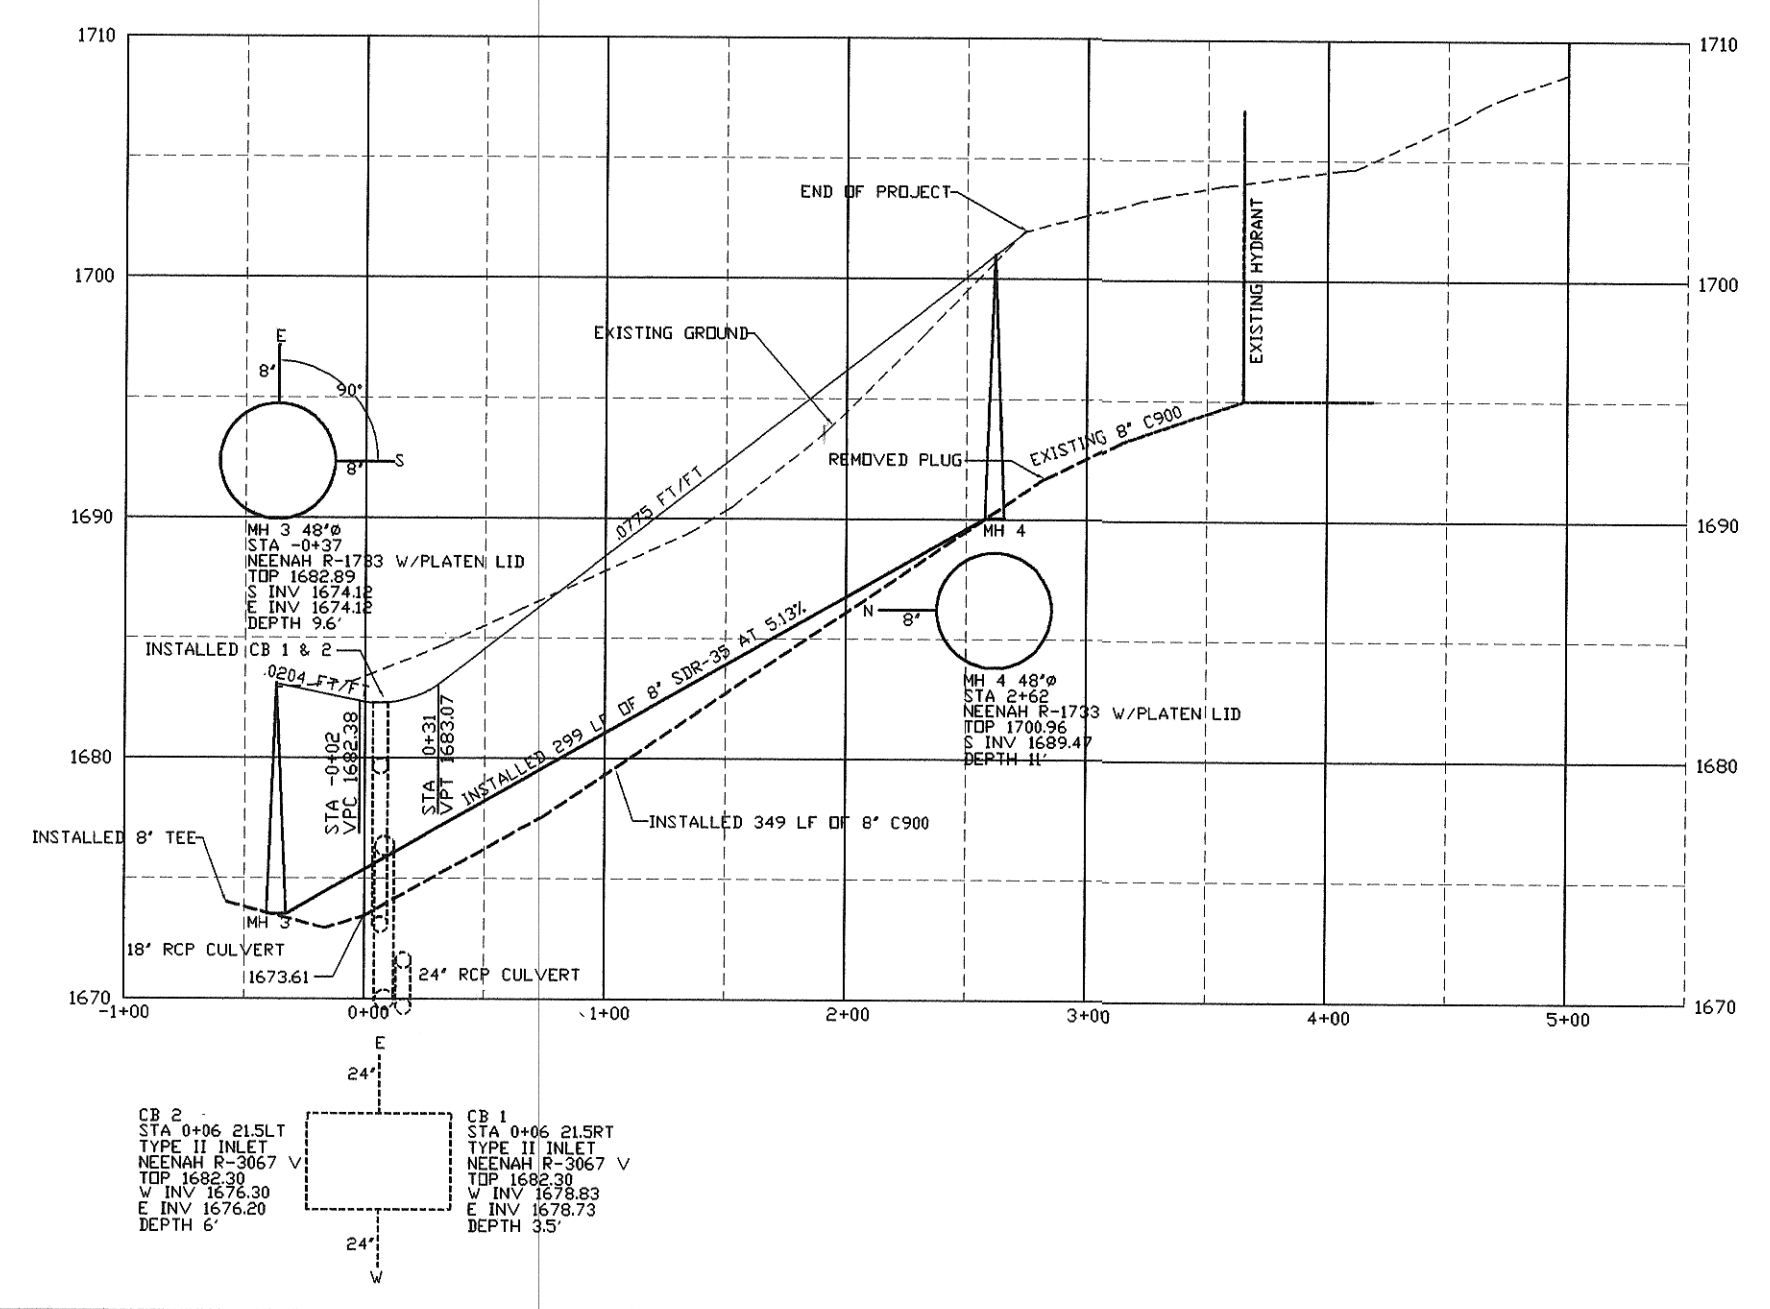 1710
1710
END OF PROJECT
EXISTING HYDRANT
1700
1700
EXISTING GROUND
E
8"
90°
8"
S
EXISTING 8" C900
REMOVED PLUG
.0775 FT/FT
1690
1690
MH 4
MH 3 48"ø
STA -0+37
NEENAH R-1733 W/PLATEN LID
TOP 1682.89
S INV 1674.12
E INV 1674.12
DEPTH 9.6'
N
8"
INSTALLED CB 1 & 2
.0204 FT/F
INSTALLED 299 LF OF 8" SDR-35 AT 5.13%
MH 4 48"ø
STA 2+62
NEENAH R-1733 W/PLATEN LID
TOP 1700.96
S INV 1689.47
DEPTH 11'
STA -0+02
VPC 1682.38
STA 0+31
VPT 1683.07
1680
1680
INSTALLED 349 LF OF 8" C900
INSTALLED 8" TEE
MH 3
18" RCP CULVERT
1673.61
24" RCP CULVERT
1670
1670
-1+00
0+00
1+00
2+00
3+00
4+00
5+00
E
24"
CB 2
STA 0+06 21.5LT
TYPE II INLET
NEENAH R-3067 V
TOP 1682.30
W INV 1676.30
E INV 1676.20
DEPTH 6'
CB 1
STA 0+06 21.5RT
TYPE II INLET
NEENAH R-3067 V
TOP 1682.30
W INV 1678.83
E INV 1678.73
DEPTH 3.5'
24"
W